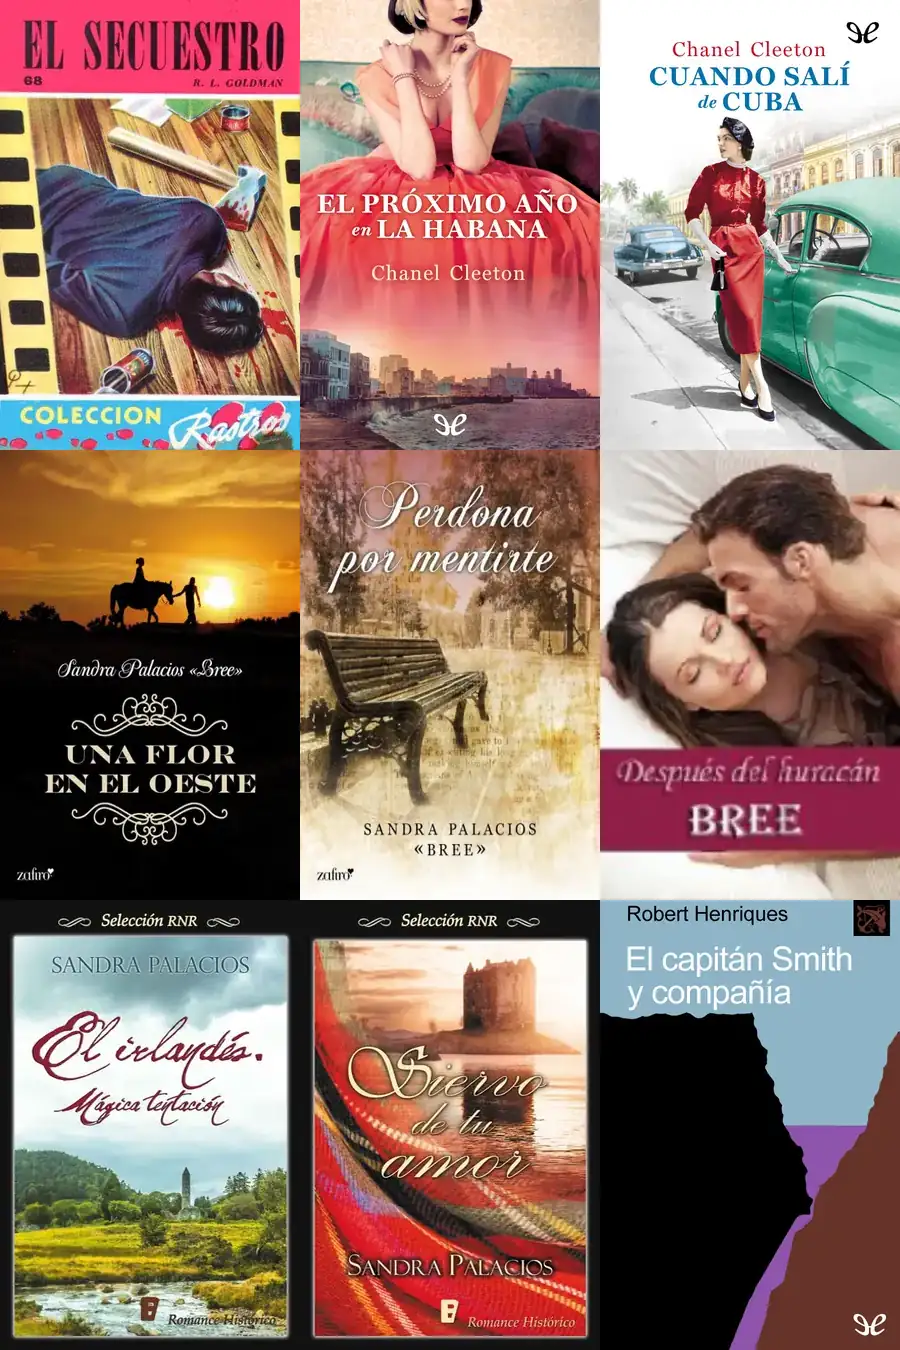 EL SECUESTRO
68
R. L. GOLDMAN
COLECCION
Rastros
EL PRÓXIMO AÑO
en LA HABANA
Chanel Cleeton
Chanel Cleeton
CUANDO SALÍ
de CUBA
Sandra Palacios «Bree»
UNA FLOR
EN EL OESTE
zafiro
Perdona
por mentirte
SANDRA PALACIOS
«BREE»
zafiro
Después del huracán
BREE
Selección RNR
SANDRA PALACIOS
El irlandés.
Mágica tentación
B
Romance Histórico
Selección RNR
Siervo
de tu
amor
SANDRA PALACIOS
B
Romance Histórico
Robert Henriques
El capitán Smith
y compañía